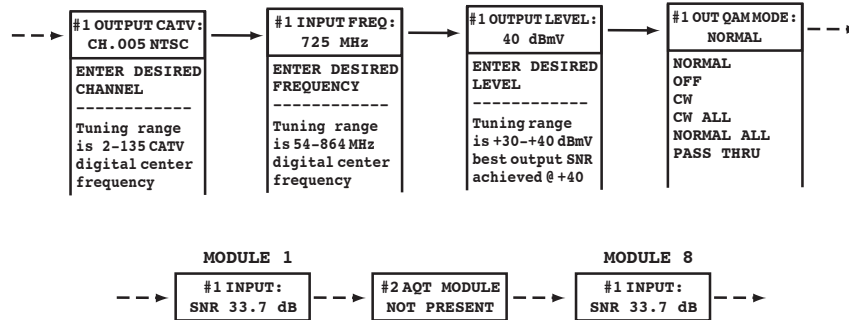 #1 OUTPUT CATV:
CH.005 NTSC
ENTER DESIRED
CHANNEL
------------
Tuning range
is 2-135 CATV
digital center
frequency
#1 INPUT FREQ:
725 MHz
ENTER DESIRED
FREQUENCY
------------
Tuning range
is 54-864 MHz
digital center
frequency
#1 OUTPUT LEVEL:
40 dBmV
ENTER DESIRED
LEVEL
------------
Tuning range
is +30-+40 dBmV
best output SNR
achieved @ +40
#1 OUT QAM MODE:
NORMAL
NORMAL
OFF
CW
CW ALL
NORMAL ALL
PASS THRU
MODULE 1
#1 INPUT:
SNR 33.7 dB
#2 AQT MODULE
NOT PRESENT
MODULE 8
#1 INPUT:
SNR 33.7 dB